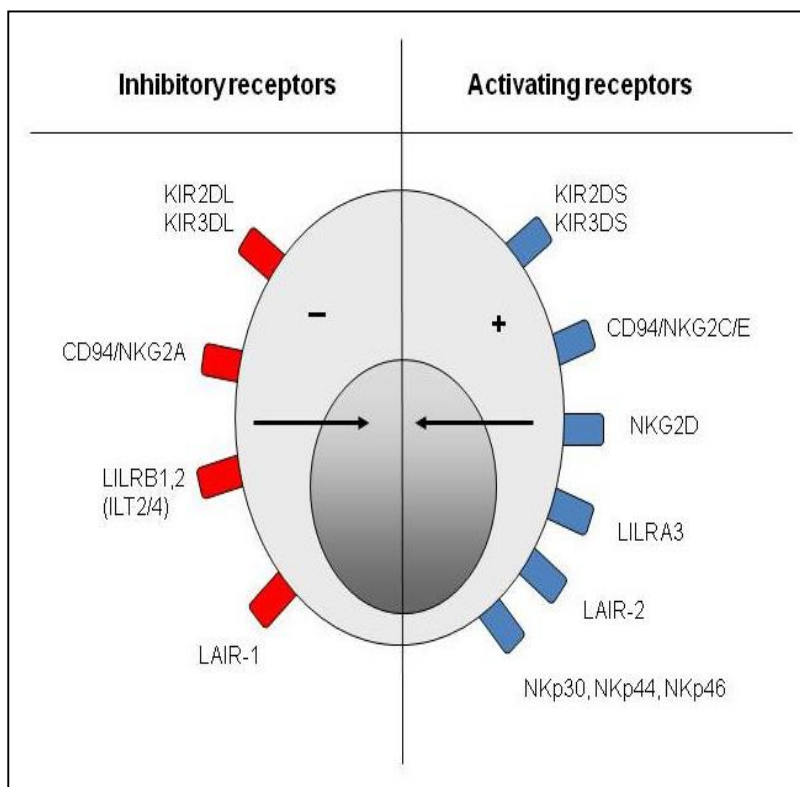 Inhibitory receptors
Activating receptors
KIR2DL
KIR3DL
KIR2DS
KIR3DS
–
+
CD94/NKG2A
CD94/NKG2C/E
NKG2D
LILRB1,2
(ILT2/4)
LILRA3
LAIR-1
LAIR-2
NKp30, NKp44, NKp46